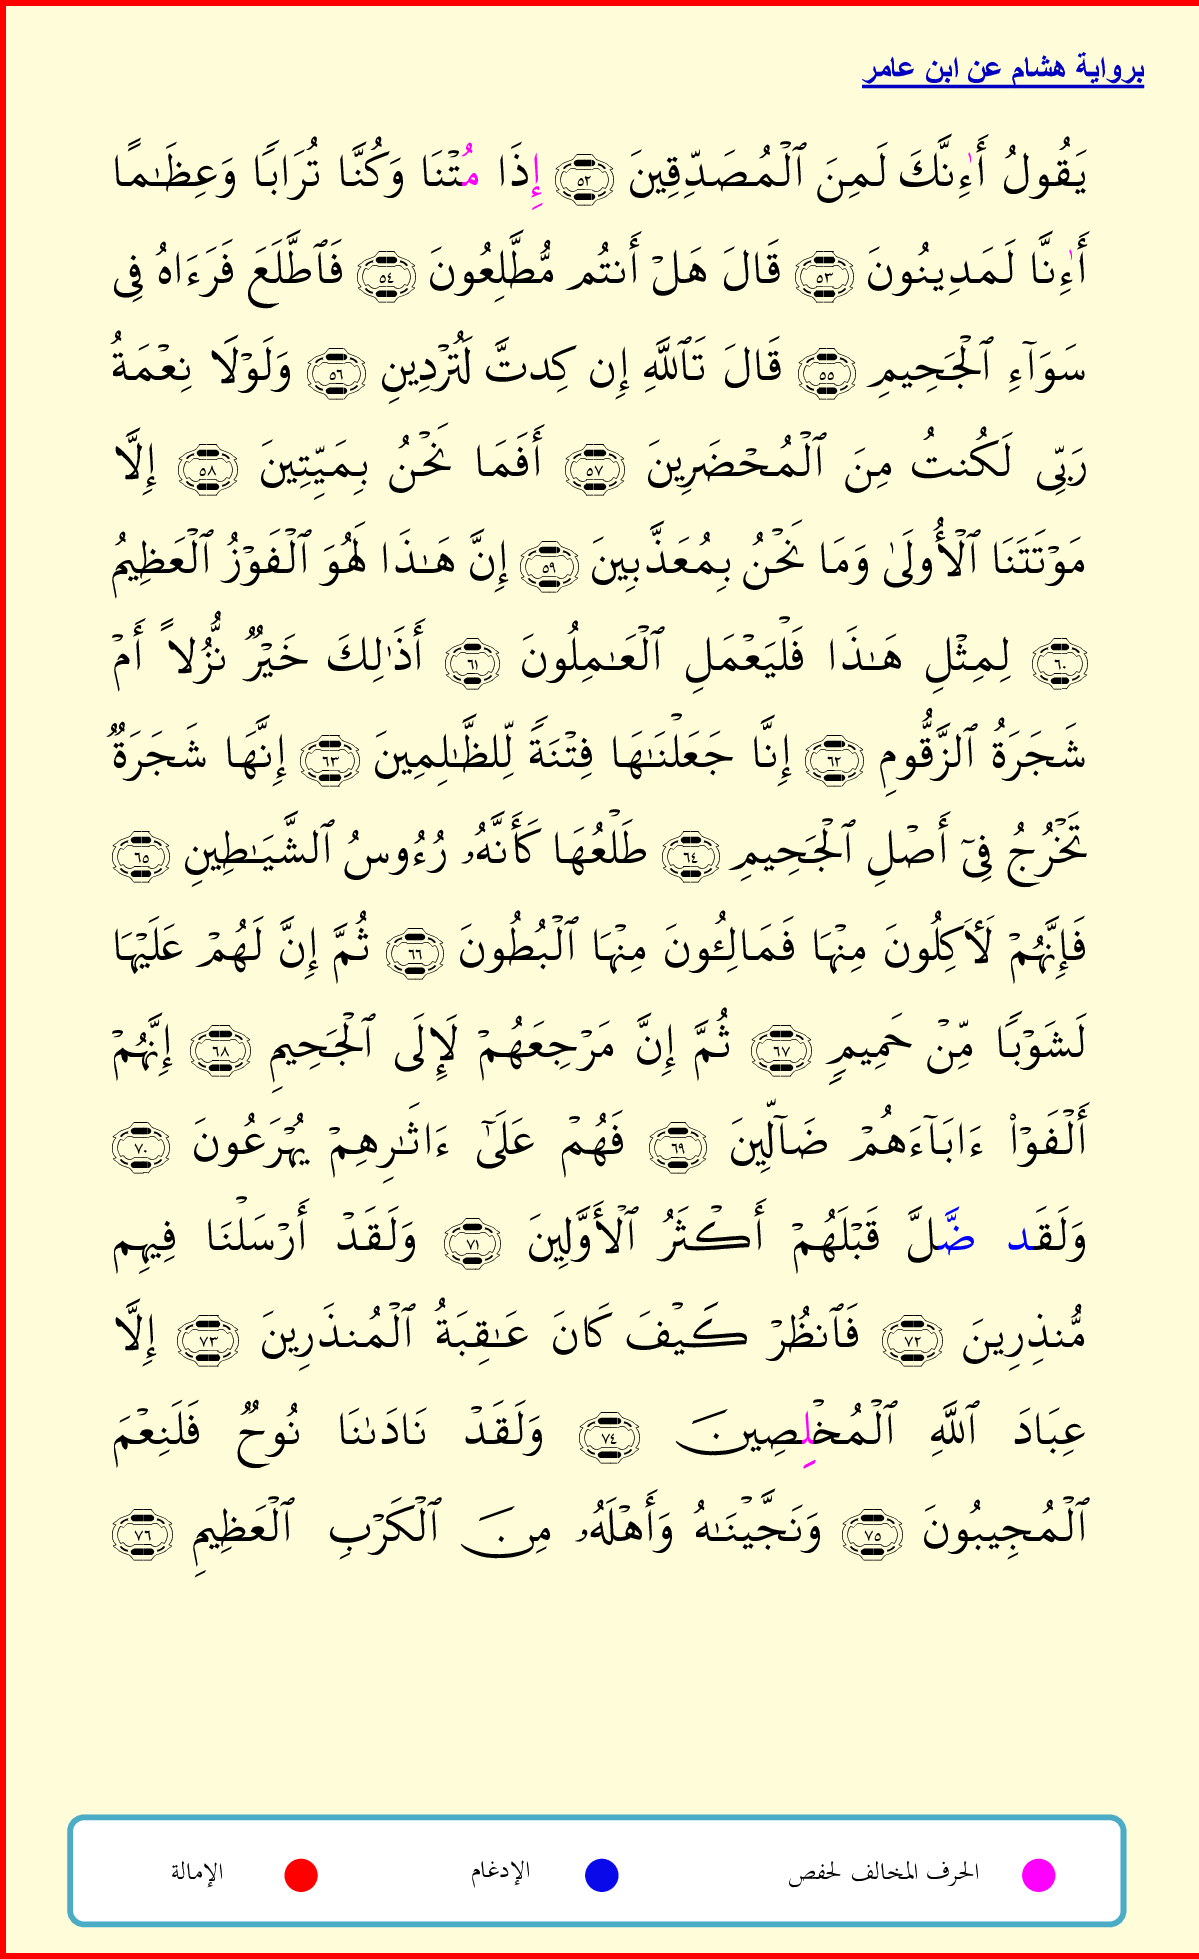 برواية هشام عن ابن عامر
يَقُولُ أَٰءِنَّكَ لَمِنَ ٱلْمُصَدِّقِينَ ٥٢ إِذَا مُتْنَا وَكُنَّا تُرَابًا وَعِظَٰمًا
أَٰءِنَّا لَمَدِينُونَ ٥٣ قَالَ هَلْ أَنتُم مُّطَّلِعُونَ ٥٤ فَٱطَّلَعَ فَرَءَاهُ فِى
سَوَآءِ ٱلْجَحِيمِ ٥٥ قَالَ تَٱللَّهِ إِن كِدتَّ لَتُرْدِينِ ٥٦ وَلَوْلَا نِعْمَةُ
رَبِّى لَكُنتُ مِنَ ٱلْمُحْضَرِينَ ٥٧ أَفَمَا نَحْنُ بِمَيِّتِينَ ٥٨ إِلَّا
مَوْتَتَنَا ٱلْأُولَىٰ وَمَا نَحْنُ بِمُعَذَّبِينَ ٥٩ إِنَّ هَٰذَا لَهُوَ ٱلْفَوْزُ ٱلْعَظِيمُ
٦٠ لِمِثْلِ هَٰذَا فَلْيَعْمَلِ ٱلْعَٰمِلُونَ ٦١ أَذَٰلِكَ خَيْرٌ نُّزُلًا أَمْ
شَجَرَةُ ٱلزَّقُّومِ ٦٢ إِنَّا جَعَلْنَٰهَا فِتْنَةً لِّلظَّٰلِمِينَ ٦٣ إِنَّهَا شَجَرَةٌ
تَخْرُجُ فِىٓ أَصْلِ ٱلْجَحِيمِ ٦٤ طَلْعُهَا كَأَنَّهُۥ رُءُوسُ ٱلشَّيَٰطِينِ ٦٥
فَإِنَّهُمْ لَأَكِلُونَ مِنْهَا فَمَالِـُٔونَ مِنْهَا ٱلْبُطُونَ ٦٦ ثُمَّ إِنَّ لَهُمْ عَلَيْهَا
لَشَوْبًا مِّنْ حَمِيمٍ ٦٧ ثُمَّ إِنَّ مَرْجِعَهُمْ لَإِلَى ٱلْجَحِيمِ ٦٨ إِنَّهُمْ
أَلْفَوْا۟ ءَابَآءَهُمْ ضَآلِّينَ ٦٩ فَهُمْ عَلَىٰٓ ءَاثَٰرِهِمْ يُهْرَعُونَ ٧٠
وَلَقَد ضَّلَّ قَبْلَهُمْ أَكْثَرُ ٱلْأَوَّلِينَ ٧١ وَلَقَدْ أَرْسَلْنَا فِيهِم
مُّنذِرِينَ ٧٢ فَٱنظُرْ كَيْفَ كَانَ عَٰقِبَةُ ٱلْمُنذَرِينَ ٧٣ إِلَّا
عِبَادَ ٱللَّهِ ٱلْمُخْلِصِينَ ٧٤ وَلَقَدْ نَادَىٰنَا نُوحٌ فَلَنِعْمَ
ٱلْمُجِيبُونَ ٧٥ وَنَجَّيْنَٰهُ وَأَهْلَهُۥ مِنَ ٱلْكَرْبِ ٱلْعَظِيمِ ٧٦
الحرف المخالف لحفص الإدغام الإمالة